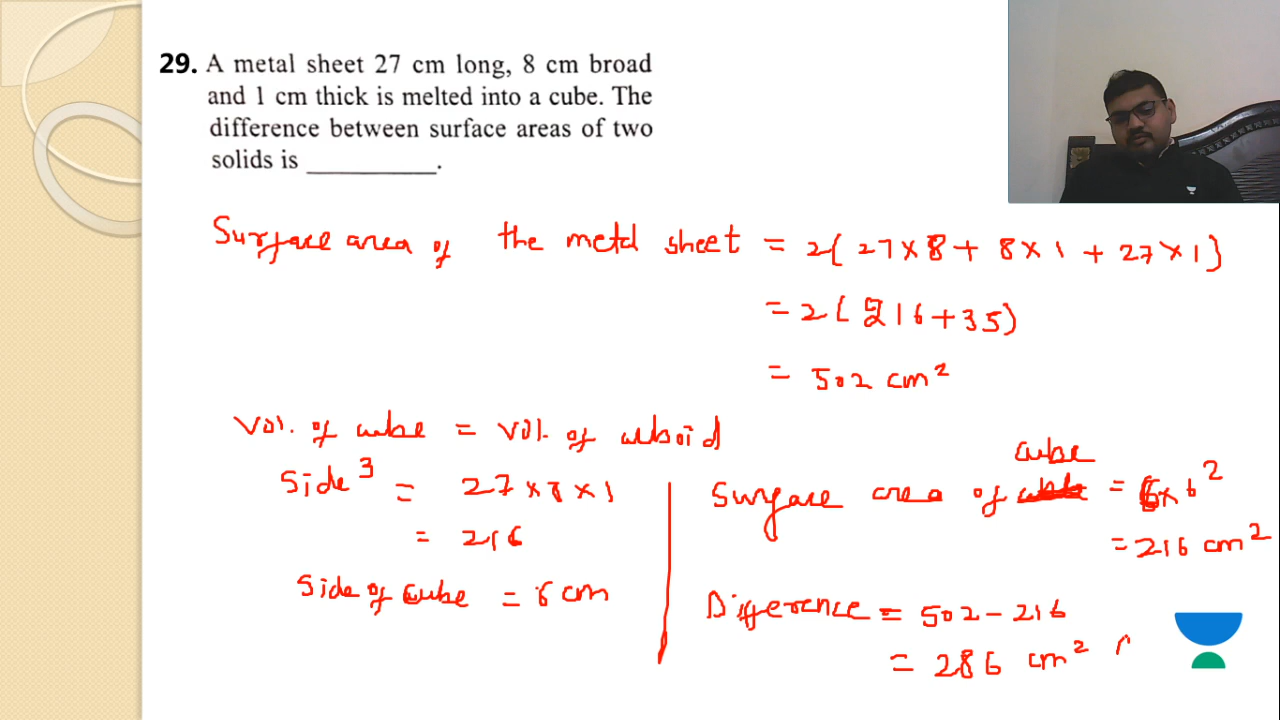 29. A metal sheet 27 cm long, 8 cm broad
and 1 cm thick is melted into a cube. The
difference between surface areas of two
solids is _________.
Surface area of the metal sheet = 2(27×8+8×1+27×1)
= 2(216+35)
= 502 cm²
Vol. of cube = Vol. of cuboid
Side³ = 27×8×1
= 216
Side of cube = 6 cm
Surface area of cube = 6×6²
= 216 cm²
Difference = 502-216
= 286 cm²